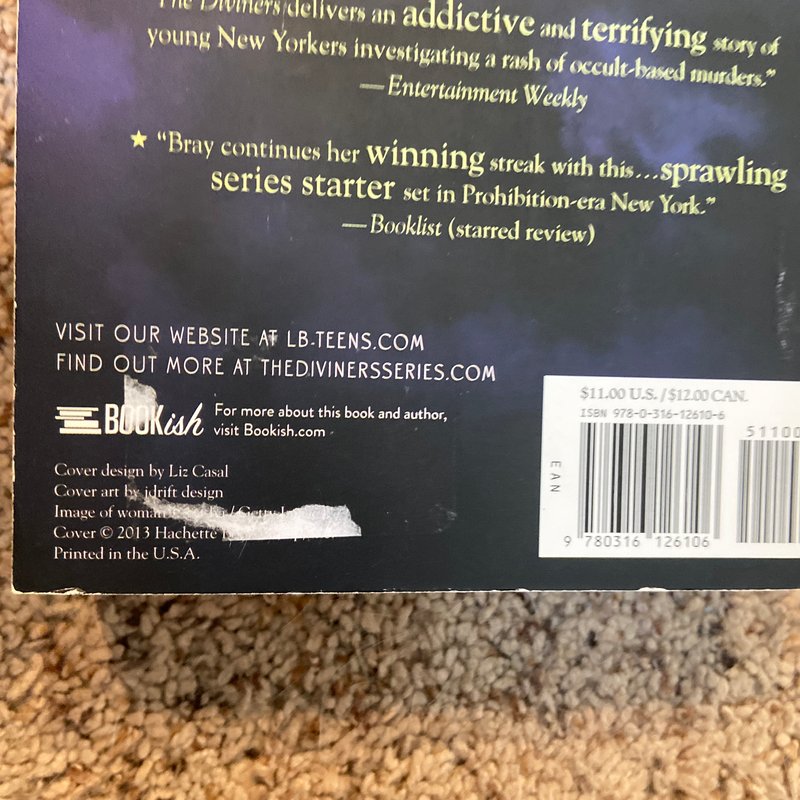 The Diviners delivers an addictive and terrifying story of
young New Yorkers investigating a rash of occult-based murders."
—Entertainment Weekly
★ "Bray continues her winning streak with this...sprawling
series starter set in Prohibition-era New York."
—Booklist (starred review)
VISIT OUR WEBSITE AT LB-TEENS.COM
FIND OUT MORE AT THEDIVINERSSERIES.COM
BOOKish For more about this book and author,
visit Bookish.com
Cover design by Liz Casal
Cover art by idrift design
Image of woman
Cover © 2013 Hachette
Printed in the U.S.A.
$11.00 U.S. / $12.00 CAN.
ISBN 978-0-316-12610-6
51100
EAN
9 780316 126106